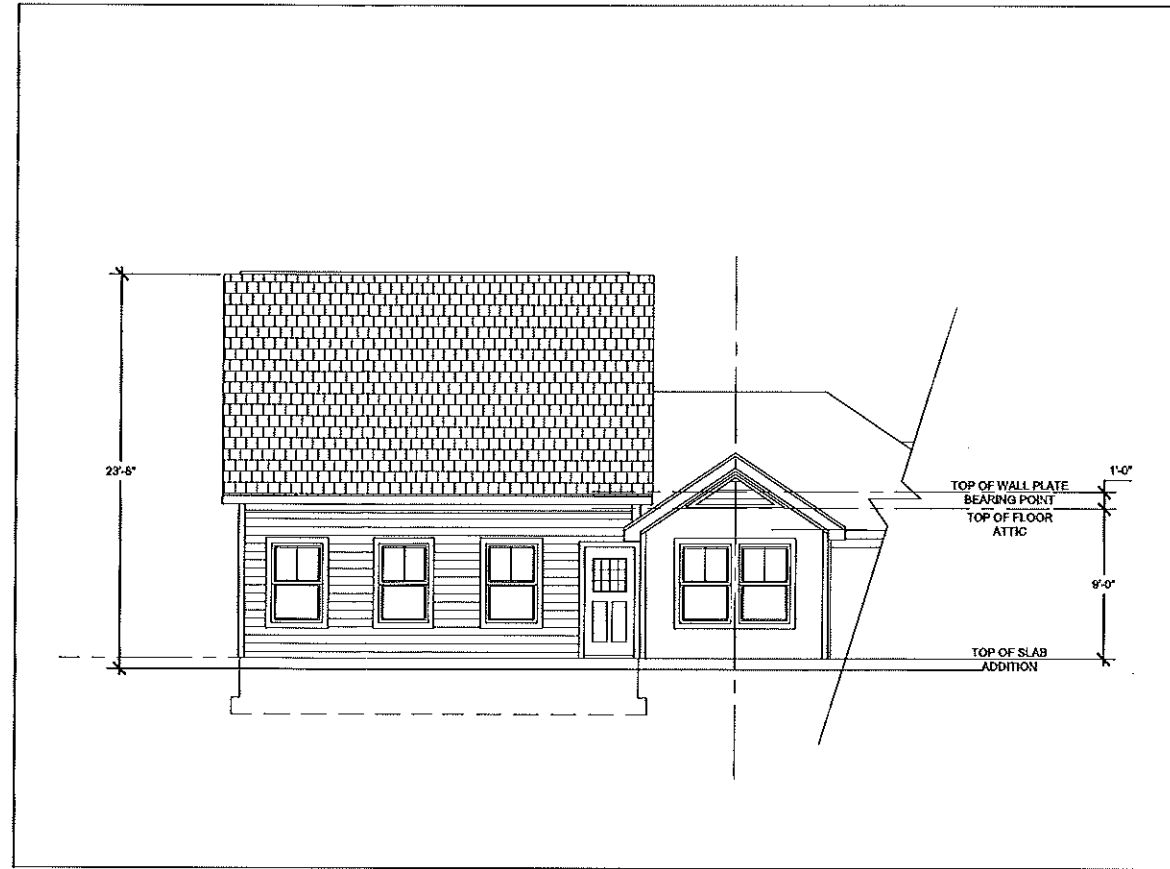 23'-8"
1'-0"
TOP OF WALL PLATE
BEARING POINT
TOP OF FLOOR
ATTIC
9'-0"
TOP OF SLAB
ADDITION